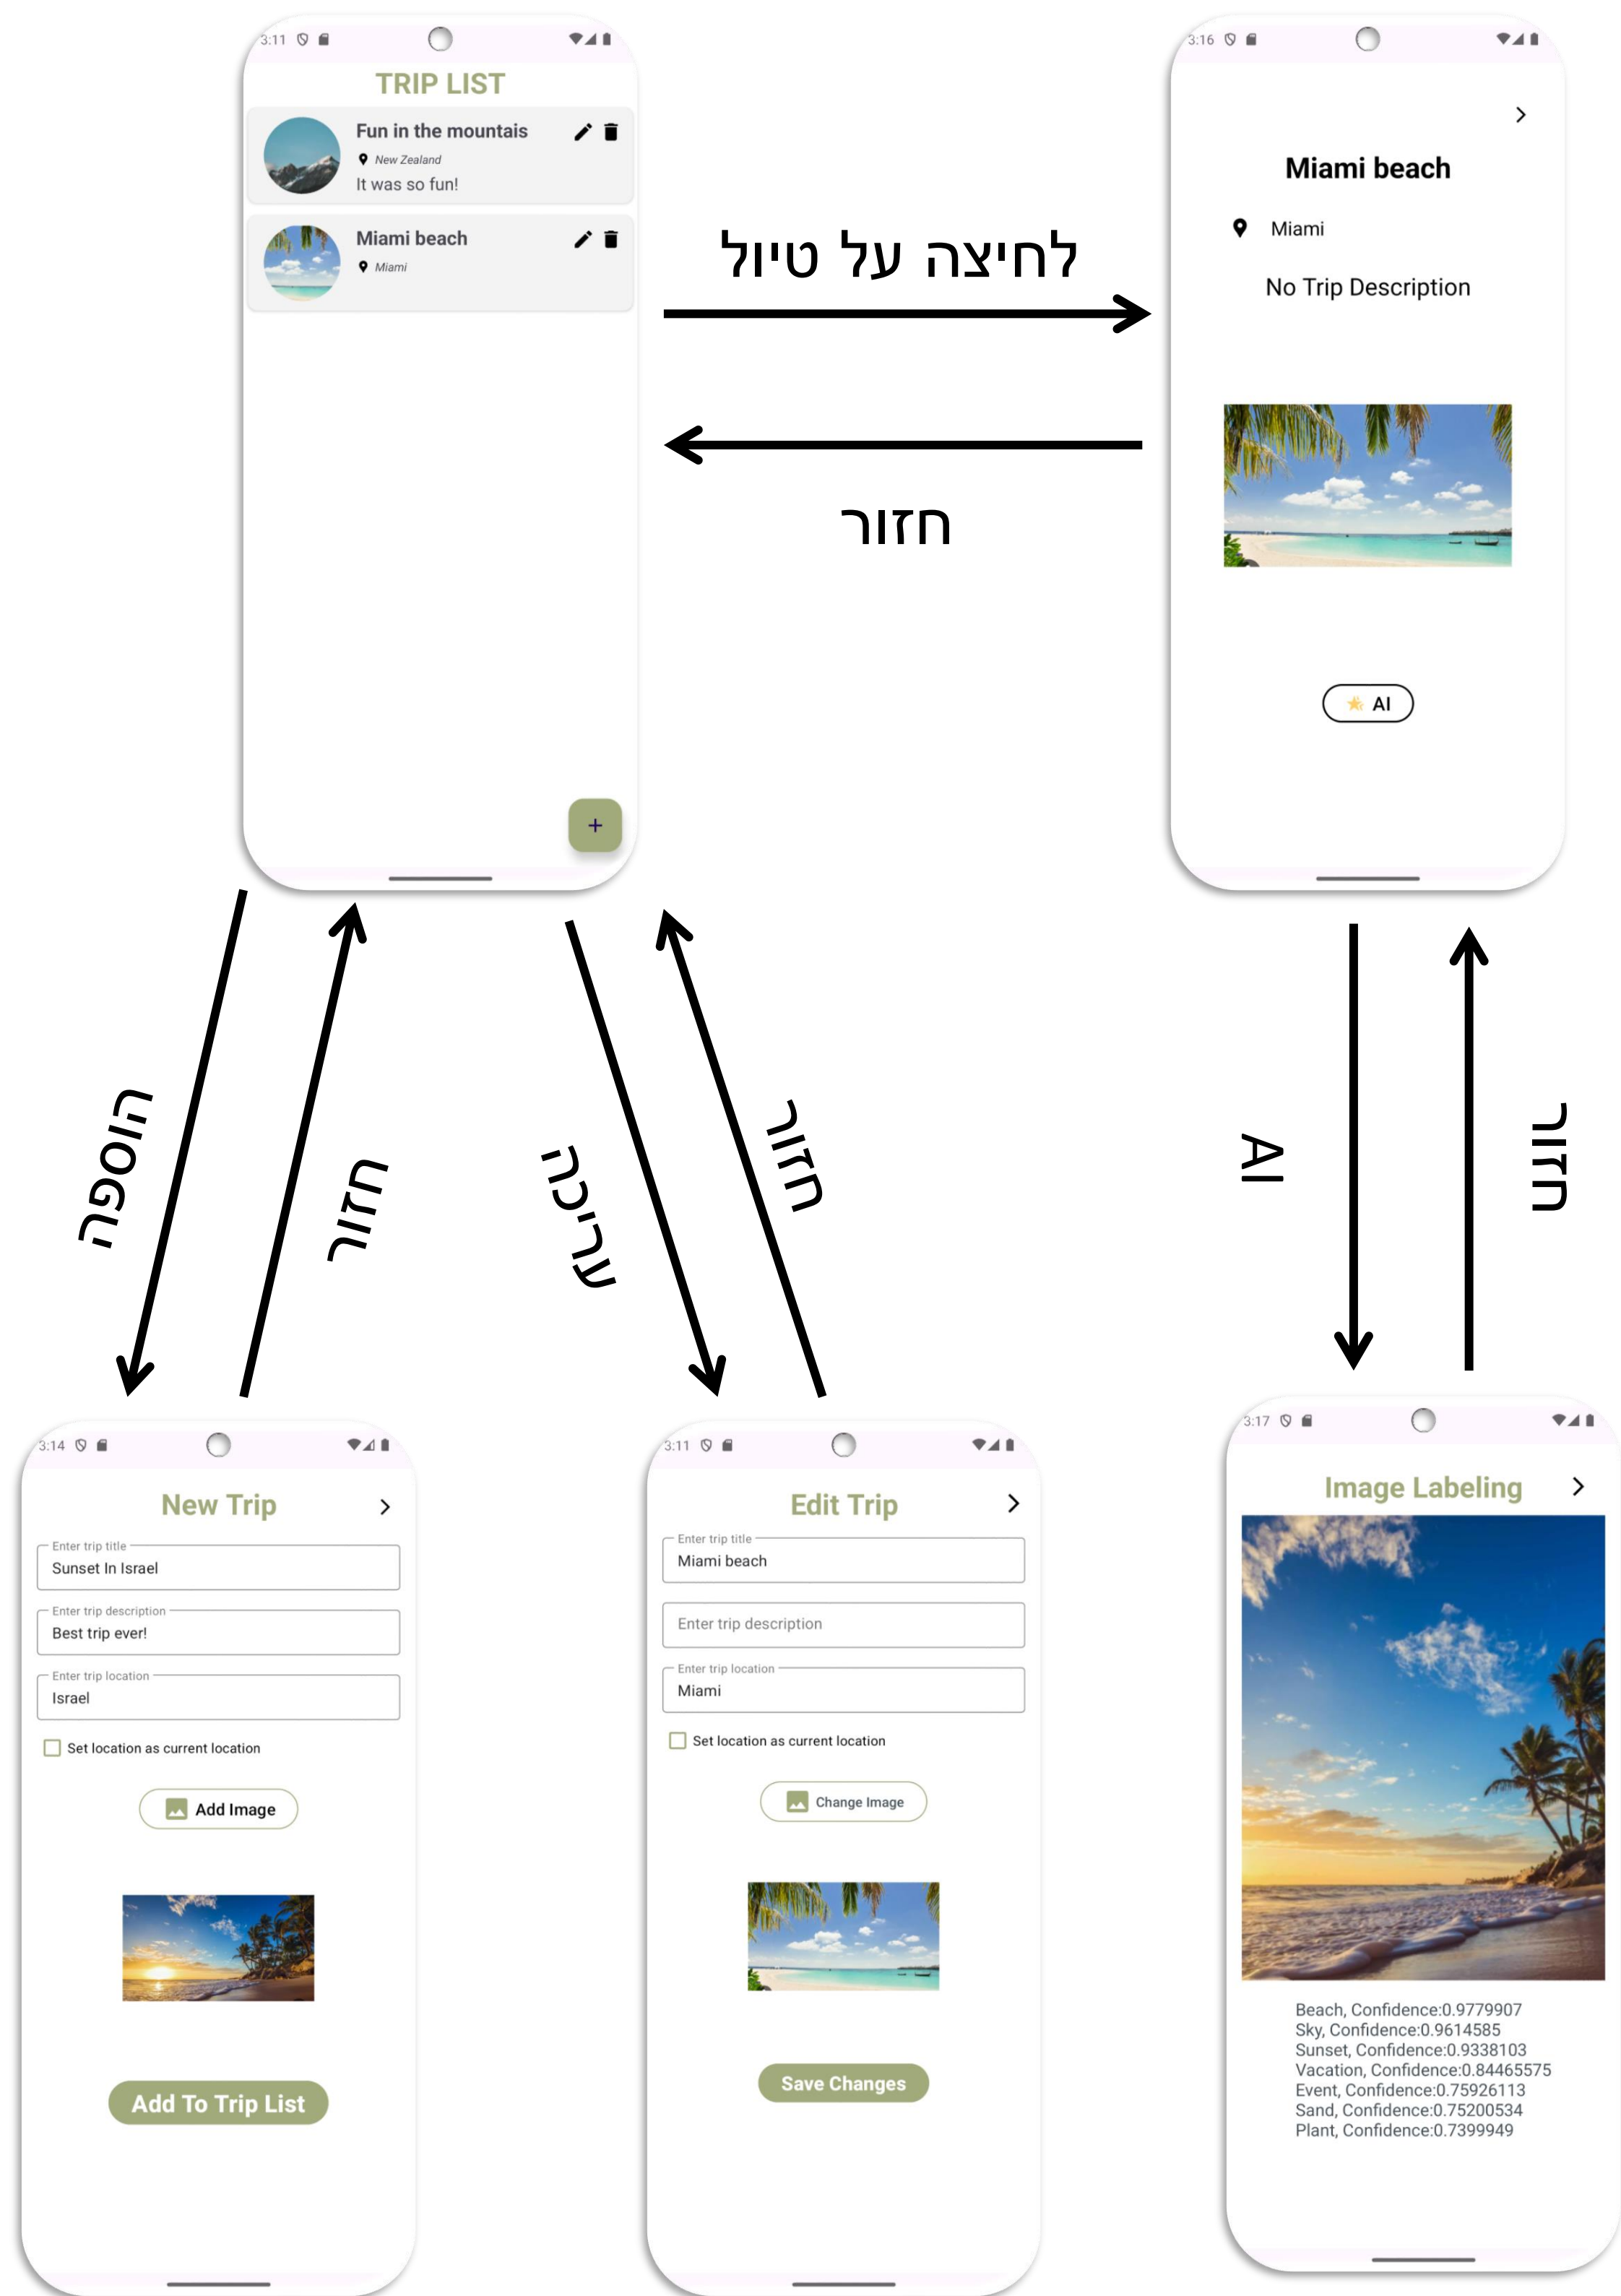 3:11
TRIP LIST
Fun in the mountais
New Zealand
It was so fun!
Miami beach
Miami
+
לחיצה על טיול
חזור
3:16
Miami beach
Miami
No Trip Description
AI
הוספה
חזור
עריכה
חזור
AI
חזור
3:14
New Trip
Enter trip title
Sunset In Israel
Enter trip description
Best trip ever!
Enter trip location
Israel
Set location as current location
Add Image
Add To Trip List
3:11
Edit Trip
Enter trip title
Miami beach
Enter trip description
Enter trip location
Miami
Set location as current location
Change Image
Save Changes
3:17
Image Labeling
Beach, Confidence:0.9779907
Sky, Confidence:0.9614585
Sunset, Confidence:0.9338103
Vacation, Confidence:0.84465575
Event, Confidence:0.75926113
Sand, Confidence:0.75200534
Plant, Confidence:0.7399949